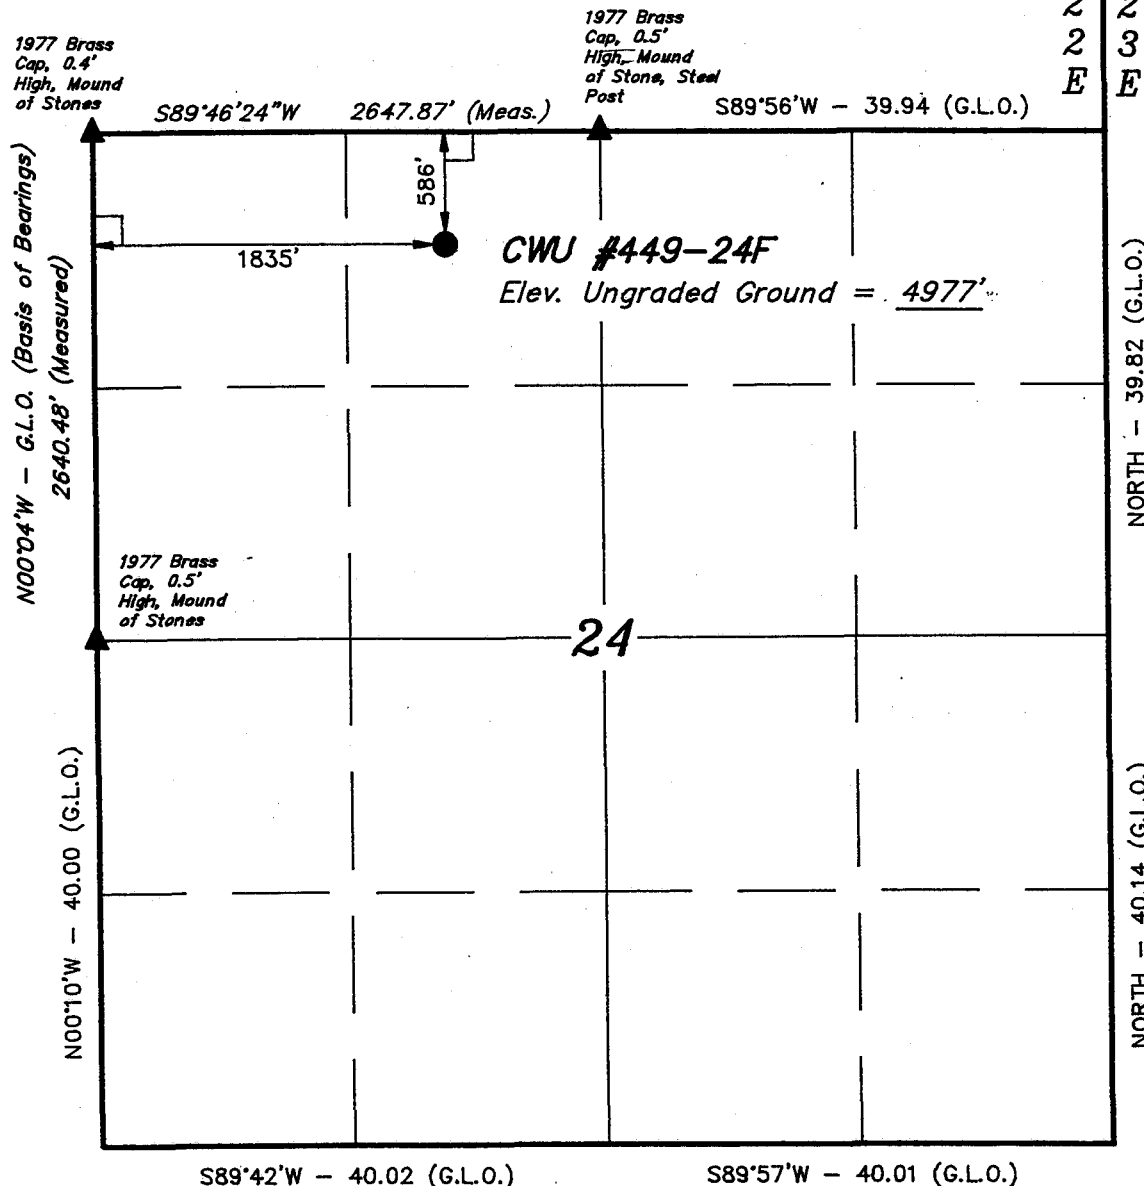 1977 Brass
Cap, 0.4'
High, Mound
of Stones
1977 Brass
Cap, 0.5'
High, Mound
of Stone, Steel
Post
2 2
2 3
E E
S89°46'24"W 2647.87' (Meas.)
S89°56'W – 39.94 (G.L.O.)
586'
1835'
CWU #449–24F
Elev. Ungraded Ground = 4977'
N00°04'W – G.L.O. (Basis of Bearings)
2640.48' (Measured)
NORTH – 39.82 (G.L.O.)
1977 Brass
Cap, 0.5'
High, Mound
of Stones
24
N00°10'W – 40.00 (G.L.O.)
NORTH – 40.14 (G.L.O.)
S89°42'W – 40.02 (G.L.O.)
S89°57'W – 40.01 (G.L.O.)